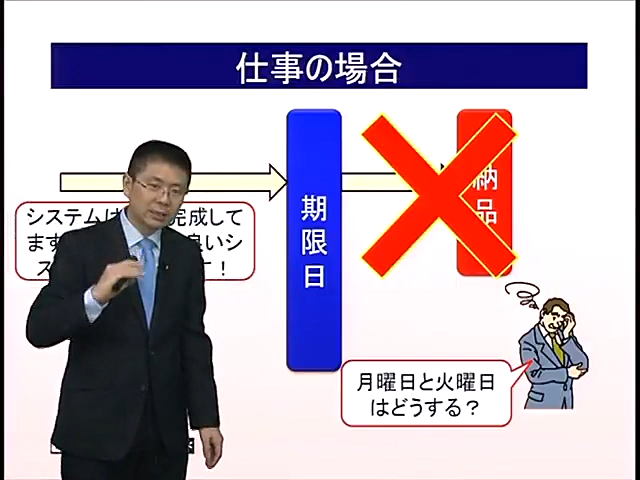 仕事の場合
期限日
納品
システムは
完成して
ます
良いシ
ス
す！
月曜日と火曜日
はどうする？